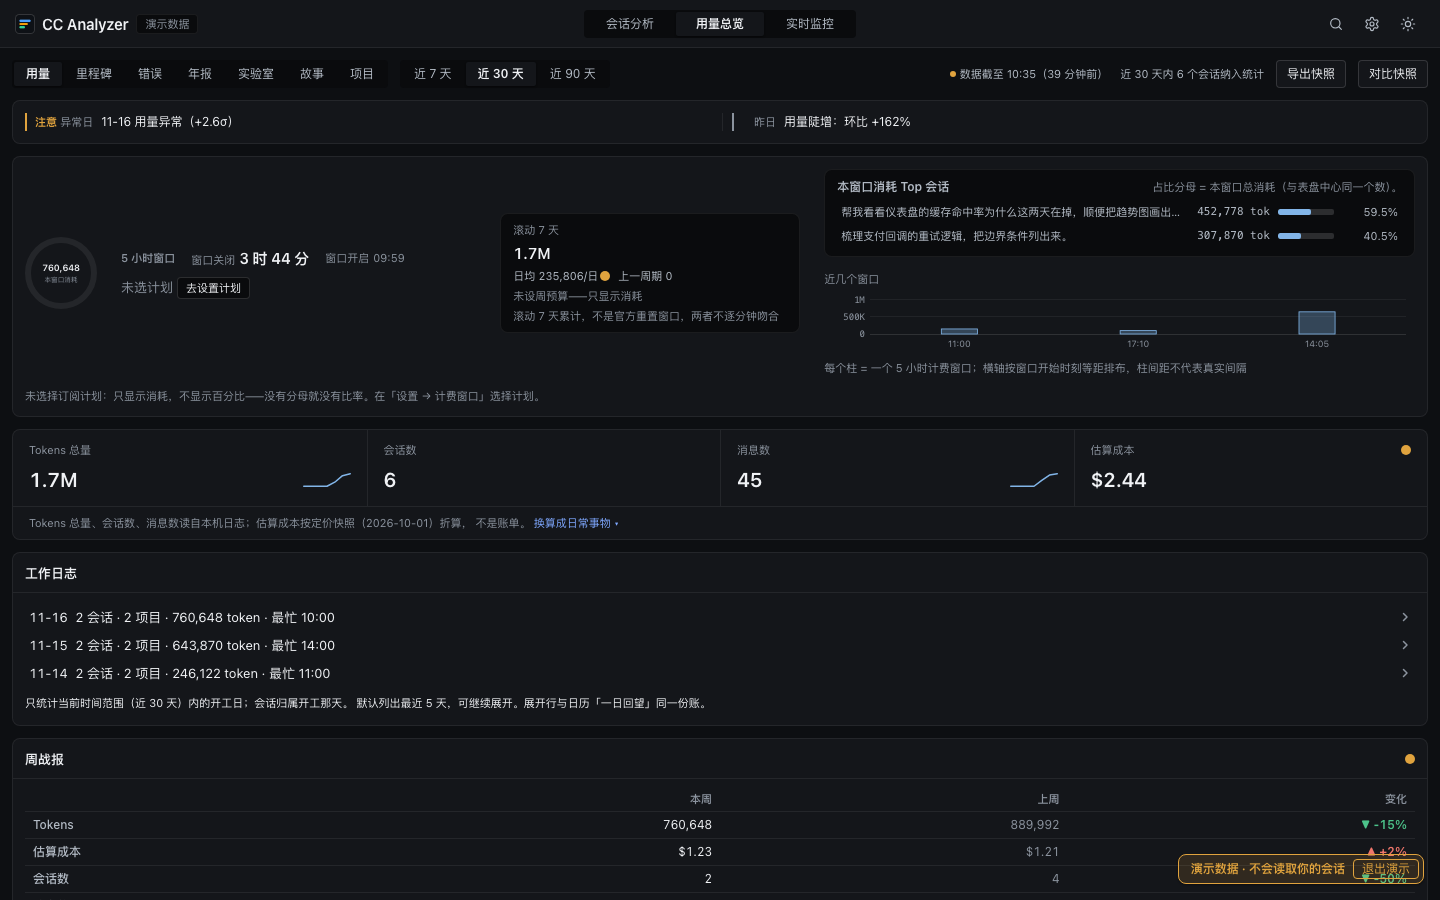 CC Analyzer 演示数据 会话分析 用量总览 实时监控
用量 里程碑 错误 年报 实验室 故事 项目 近 7 天 近 30 天 近 90 天 数据截至 10:35（39 分钟前） 近 30 天内 6 个会话纳入统计 导出快照 对比快照
注意 异常日 11-16 用量异常（+2.6σ） 昨日 用量陡增：环比 +162%
760,648
本窗口消耗
5 小时窗口 窗口关闭 3 时 44 分 窗口开启 09:59
未选计划 去设置计划
滚动 7 天
1.7M
日均 235,806/日 上一周期 0
未设周预算——只显示消耗
滚动 7 天累计，不是官方重置窗口，两者不逐分钟吻合
本窗口消耗 Top 会话 占比分母 = 本窗口总消耗（与表盘中心同一个数）。
帮我看看仪表盘的缓存命中率为什么这两天在掉，顺便把趋势图画出... 452,778 tok 59.5%
梳理支付回调的重试逻辑，把边界条件列出来。 307,870 tok 40.5%
近几个窗口
1M
500K
0
11:00 17:10 14:05
每个柱 = 一个 5 小时计费窗口；横轴按窗口开始时刻等距排布，柱间距不代表真实间隔
未选择订阅计划：只显示消耗，不显示百分比——没有分母就没有比率。在「设置 → 计费窗口」选择计划。
Tokens 总量 会话数 消息数 估算成本
1.7M 6 45 $2.44
Tokens 总量、会话数、消息数读自本机日志；估算成本按定价快照（2026-10-01）折算， 不是账单。 换算成日常事物
工作日志
11-16 2 会话 · 2 项目 · 760,648 token · 最忙 10:00
11-15 2 会话 · 2 项目 · 643,870 token · 最忙 14:00
11-14 2 会话 · 2 项目 · 246,122 token · 最忙 11:00
只统计当前时间范围（近 30 天）内的开工日；会话归属开工那天。 默认列出最近 5 天，可继续展开。展开行与日历「一日回望」同一份账。
周战报
本周 上周 变化
Tokens 760,648 889,992 ▼ -15%
估算成本 $1.23 $1.21 ▲ +2%
会话数 2 4 ▼ -50%
演示数据 · 不会读取你的会话 退出演示